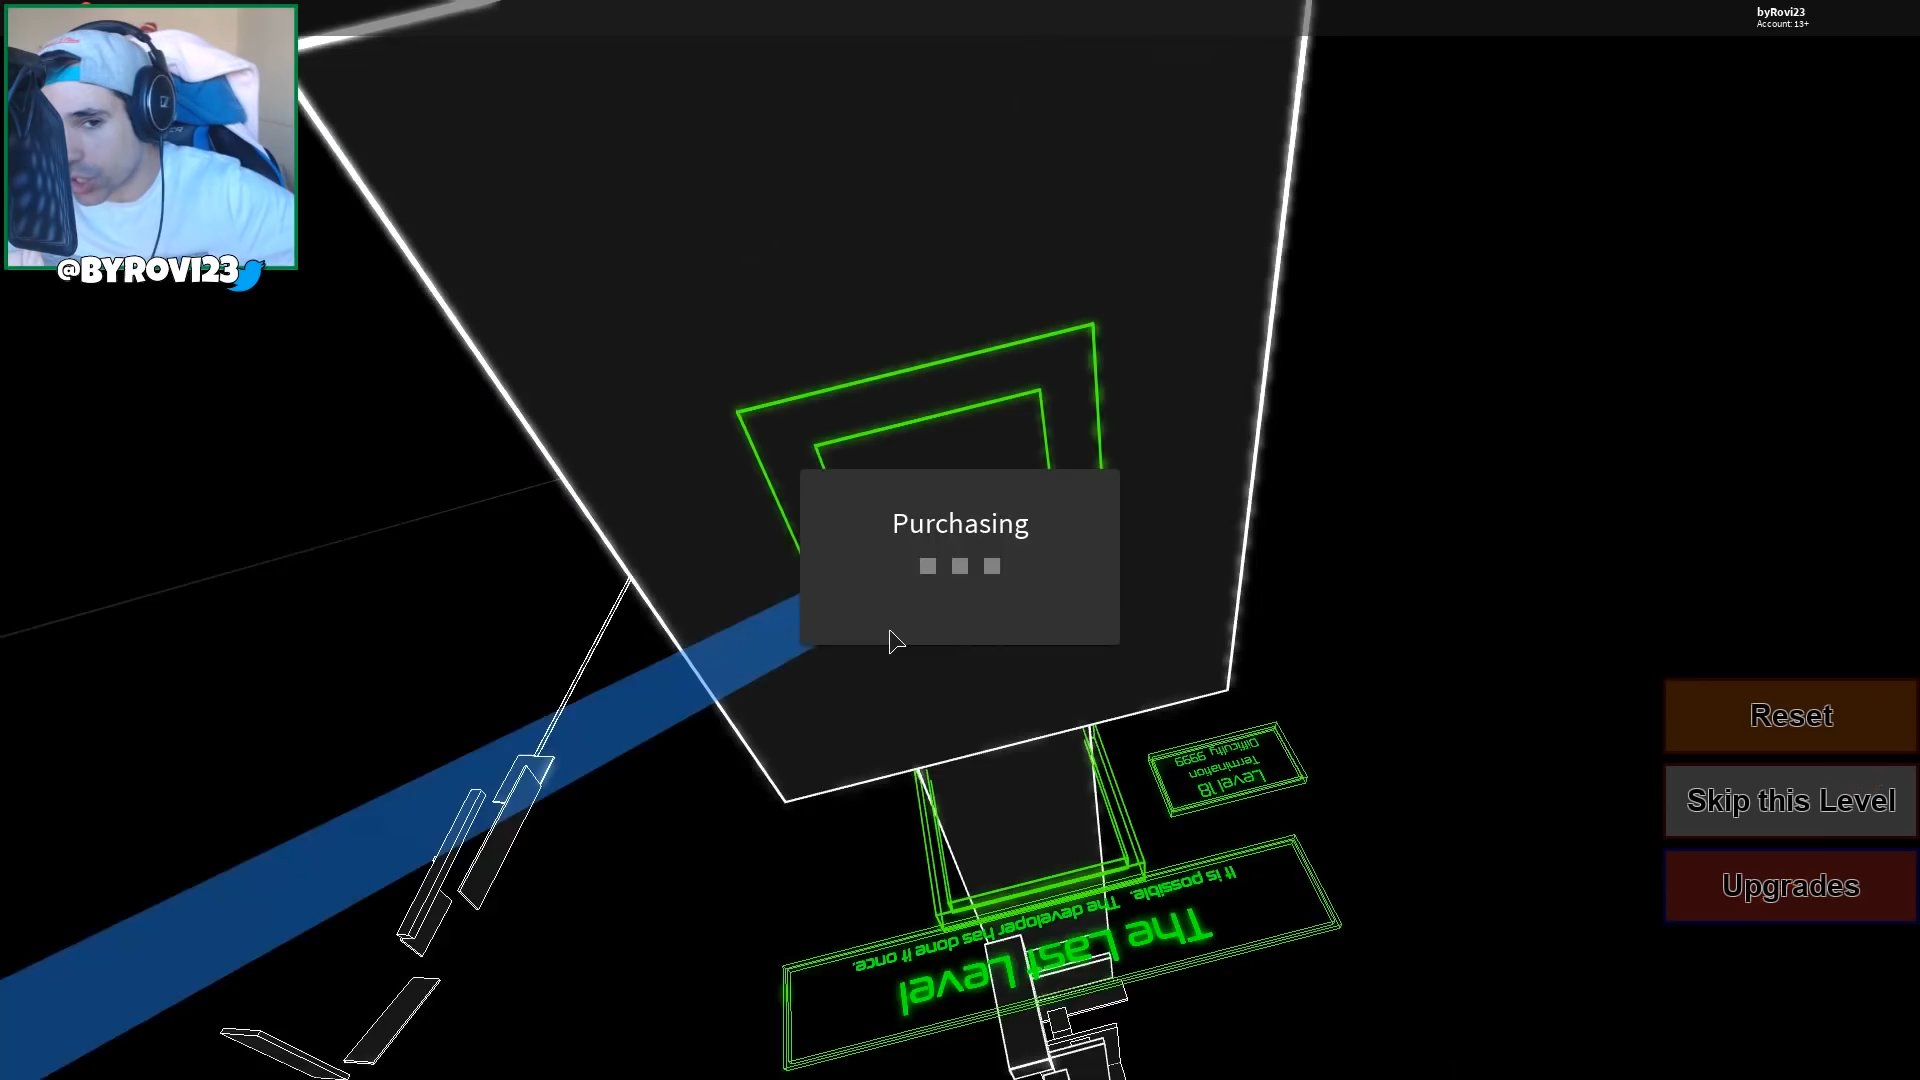 byRovi23
Account: 13+
@BYROVI23
Purchasing
Reset
Skip this Level
Upgrades
Level 18
Termination
Difficulty 9999
The Last Level
It is possible. The developer has done it once.